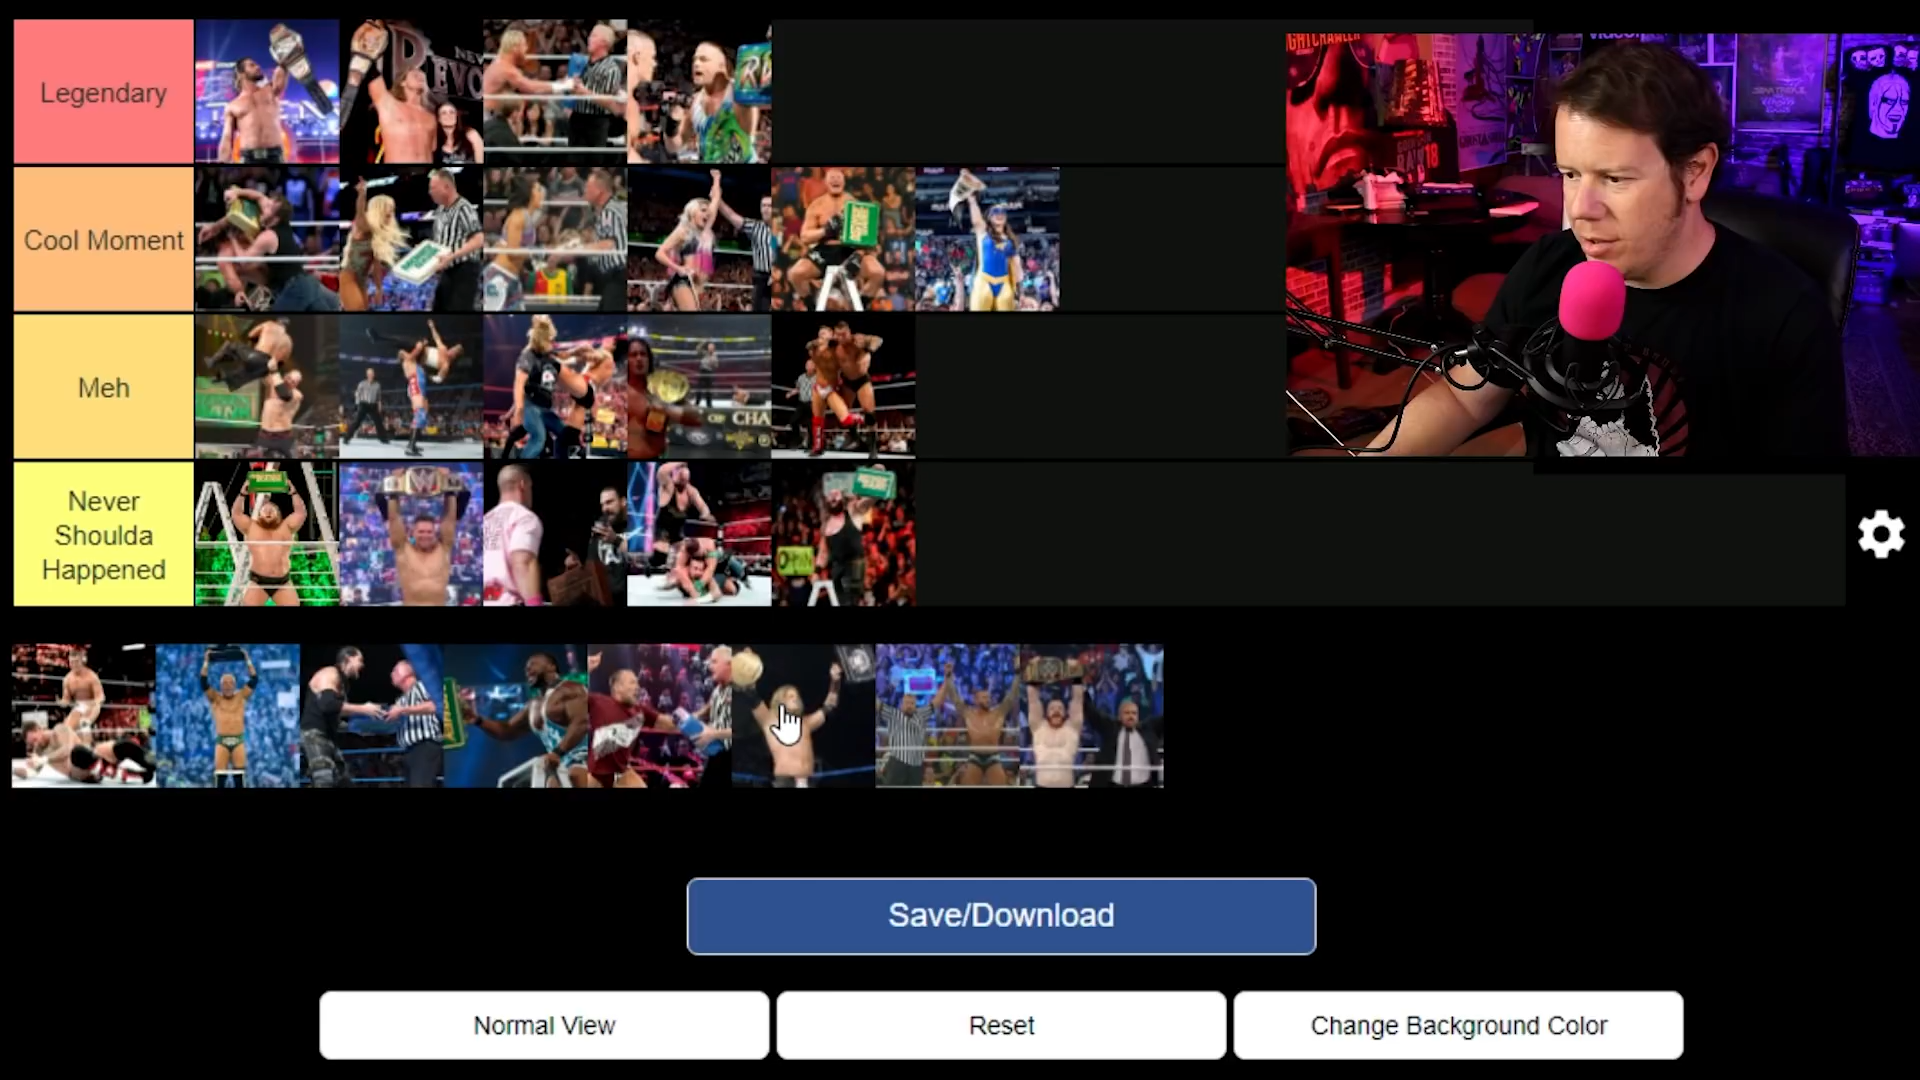 Legendary
Cool Moment
Meh
Never
Shoulda
Happened
Save/Download
Normal View
Reset
Change Background Color